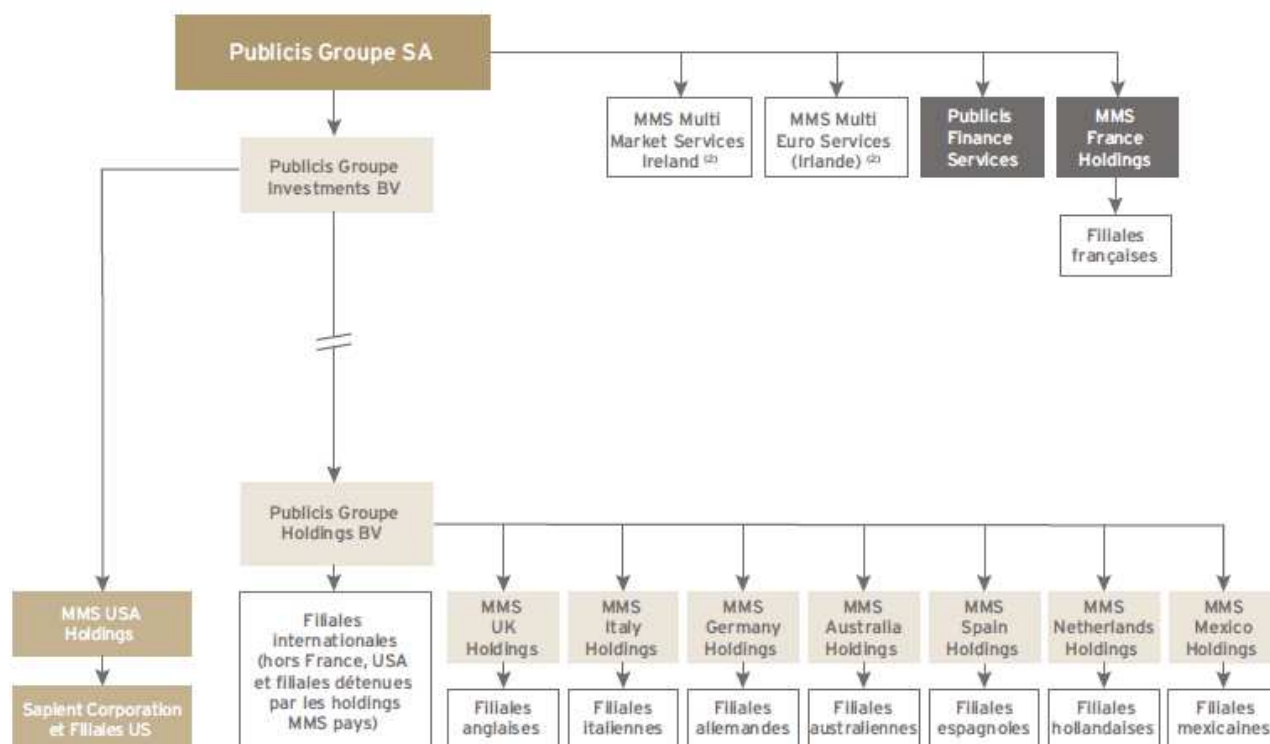 Publicis Groupe SA
MMS Multi
Market Services
Ireland (2)
MMS Multi
Euro Services
(Irlande) (2)
Publicis
Finance
Services
MMS
France
Holdings
Publicis Groupe
Investments BV
Filiales
françaises
Publicis Groupe
Holdings BV
MMS USA
Holdings
Filiales
internationales
(hors France, USA
et filiales détenues
par les holdings
MMS pays)
MMS
UK
Holdings
MMS
Italy
Holdings
MMS
Germany
Holdings
MMS
Australia
Holdings
MMS
Spain
Holdings
MMS
Netherlands
Holdings
MMS
Mexico
Holdings
Sapient Corporation
et Filiales US
Filiales
anglaises
Filiales
italiennes
Filiales
allemandes
Filiales
australiennes
Filiales
espagnoles
Filiales
hollandaises
Filiales
mexicaines